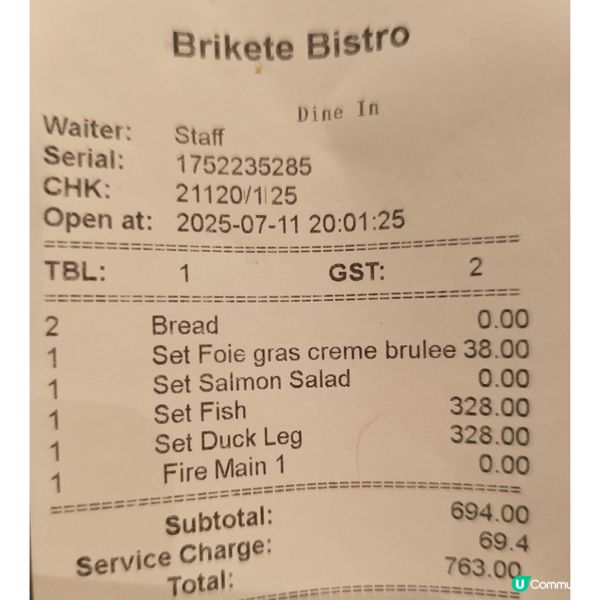 Brikete Bistro
Dine In
Waiter: Staff
Serial: 1752235285
CHK: 21120/1 25
Open at: 2025-07-11 20:01:25
TBL: 1 GST: 2
2 Bread 0.00
1 Set Foie gras creme brulee 38.00
1 Set Salmon Salad 0.00
1 Set Fish 328.00
1 Set Duck Leg 328.00
1 Fire Main 1 0.00
Subtotal: 694.00
Service Charge: 69.4
Total: 763.00
U Commu